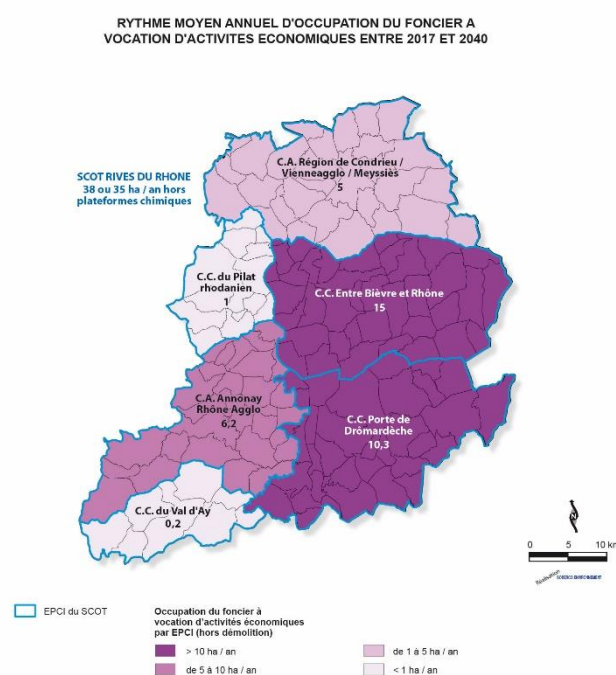 RYTHME MOYEN ANNUEL D'OCCUPATION DU FONCIER A
VOCATION D'ACTIVITES ECONOMIQUES ENTRE 2017 ET 2040
C.A. Région de Condrieu /
Vienneagglo / Meyssiès
5
SCOT RIVES DU RHONE
38 ou 35 ha / an hors
plateformes chimiques
C.C. du Pilat
rhodanien
1
C.C. Entre Bièvre et Rhône
15
C.A. Annonay
Rhône Agglo
6,2
C.C. Porte de
Drômardèche
10,3
C.C. du Val d'Ay
0,2
N
0 5 10 km
Réalisation
EPCI du SCOT
Occupation du foncier à
vocation d'activités économiques
par EPCI (hors démolition)
> 10 ha / an
de 5 à 10 ha / an
de 1 à 5 ha / an
< 1 ha / an